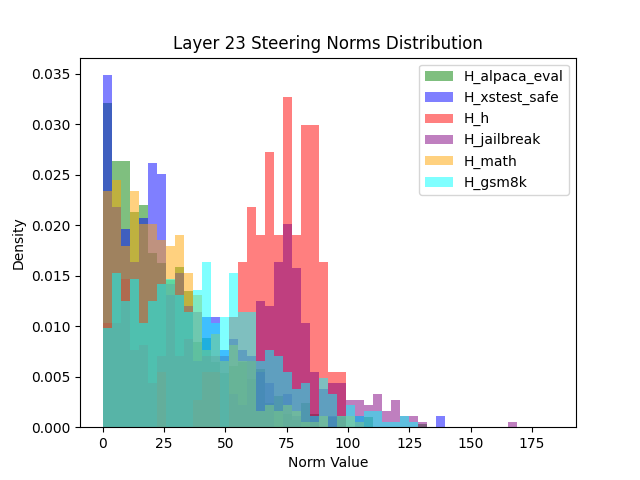 Layer 23 Steering Norms Distribution
H_alpaca_eval
H_xstest_safe
H_h
H_jailbreak
H_math
H_gsm8k
Density
0.035
0.030
0.025
0.020
0.015
0.010
0.005
0.000
0 25 50 75 100 125 150 175
Norm Value